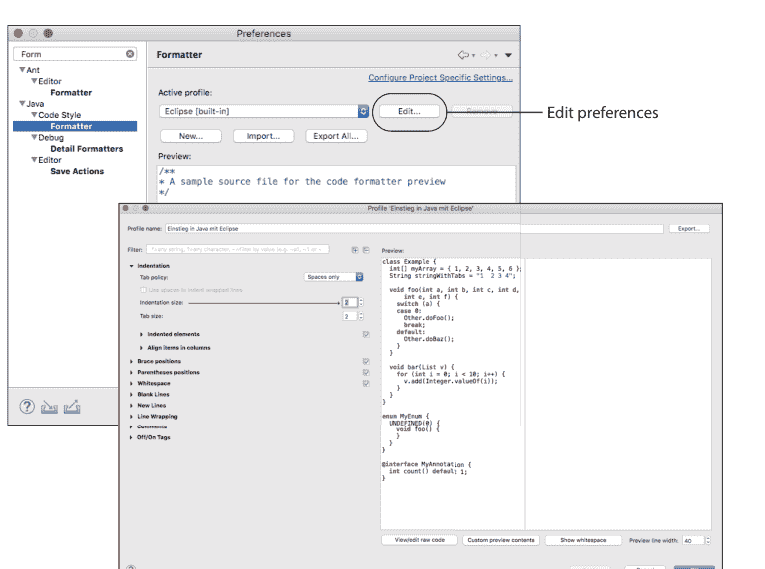 Preferences
Form
Formatter
Ant
Editor
Formatter
Java
Code Style
Formatter
Debug
Detail Formatters
Editor
Save Actions
Configure Project Specific Settings...
Active profile:
Eclipse [built-in]
Edit...
Remove
Edit preferences
New...
Import...
Export All...
Preview:
/**
* A sample source file for the code formatter preview
*/
Profile 'Einstieg in Java mit Eclipse'
Profile name:
Einstieg in Java mit Eclipse
Export...
Filter:
Indentation
Tab policy:
Spaces only
Use spaces to indent wrapped lines
Indentation size:
2
Tab size:
2
Indented elements
Align items in columns
Brace positions
Parentheses positions
Whitespace
Blank Lines
New Lines
Line Wrapping
Comments
Off/On Tags
Preview:
class Example {
int[] myArray = { 1, 2, 3, 4, 5, 6 };
String stringWithTabs = "1  2 3 4";
void foo(int a, int b, int c, int d,
int e, int f) {
switch (a) {
case 0:
Other.doFoo();
break;
default:
Other.doBaz();
}
}
void bar(List v) {
for (int i = 0; i < 10; i++) {
v.add(Integer.valueOf(i));
}
}
}
enum MyEnum {
UNDEFINED(0) {
void foo() {
}
}
}
@interface MyAnnotation {
int count() default 1;
}
View/edit raw code
Custom preview contents
Show whitespace
Preview line width:
40